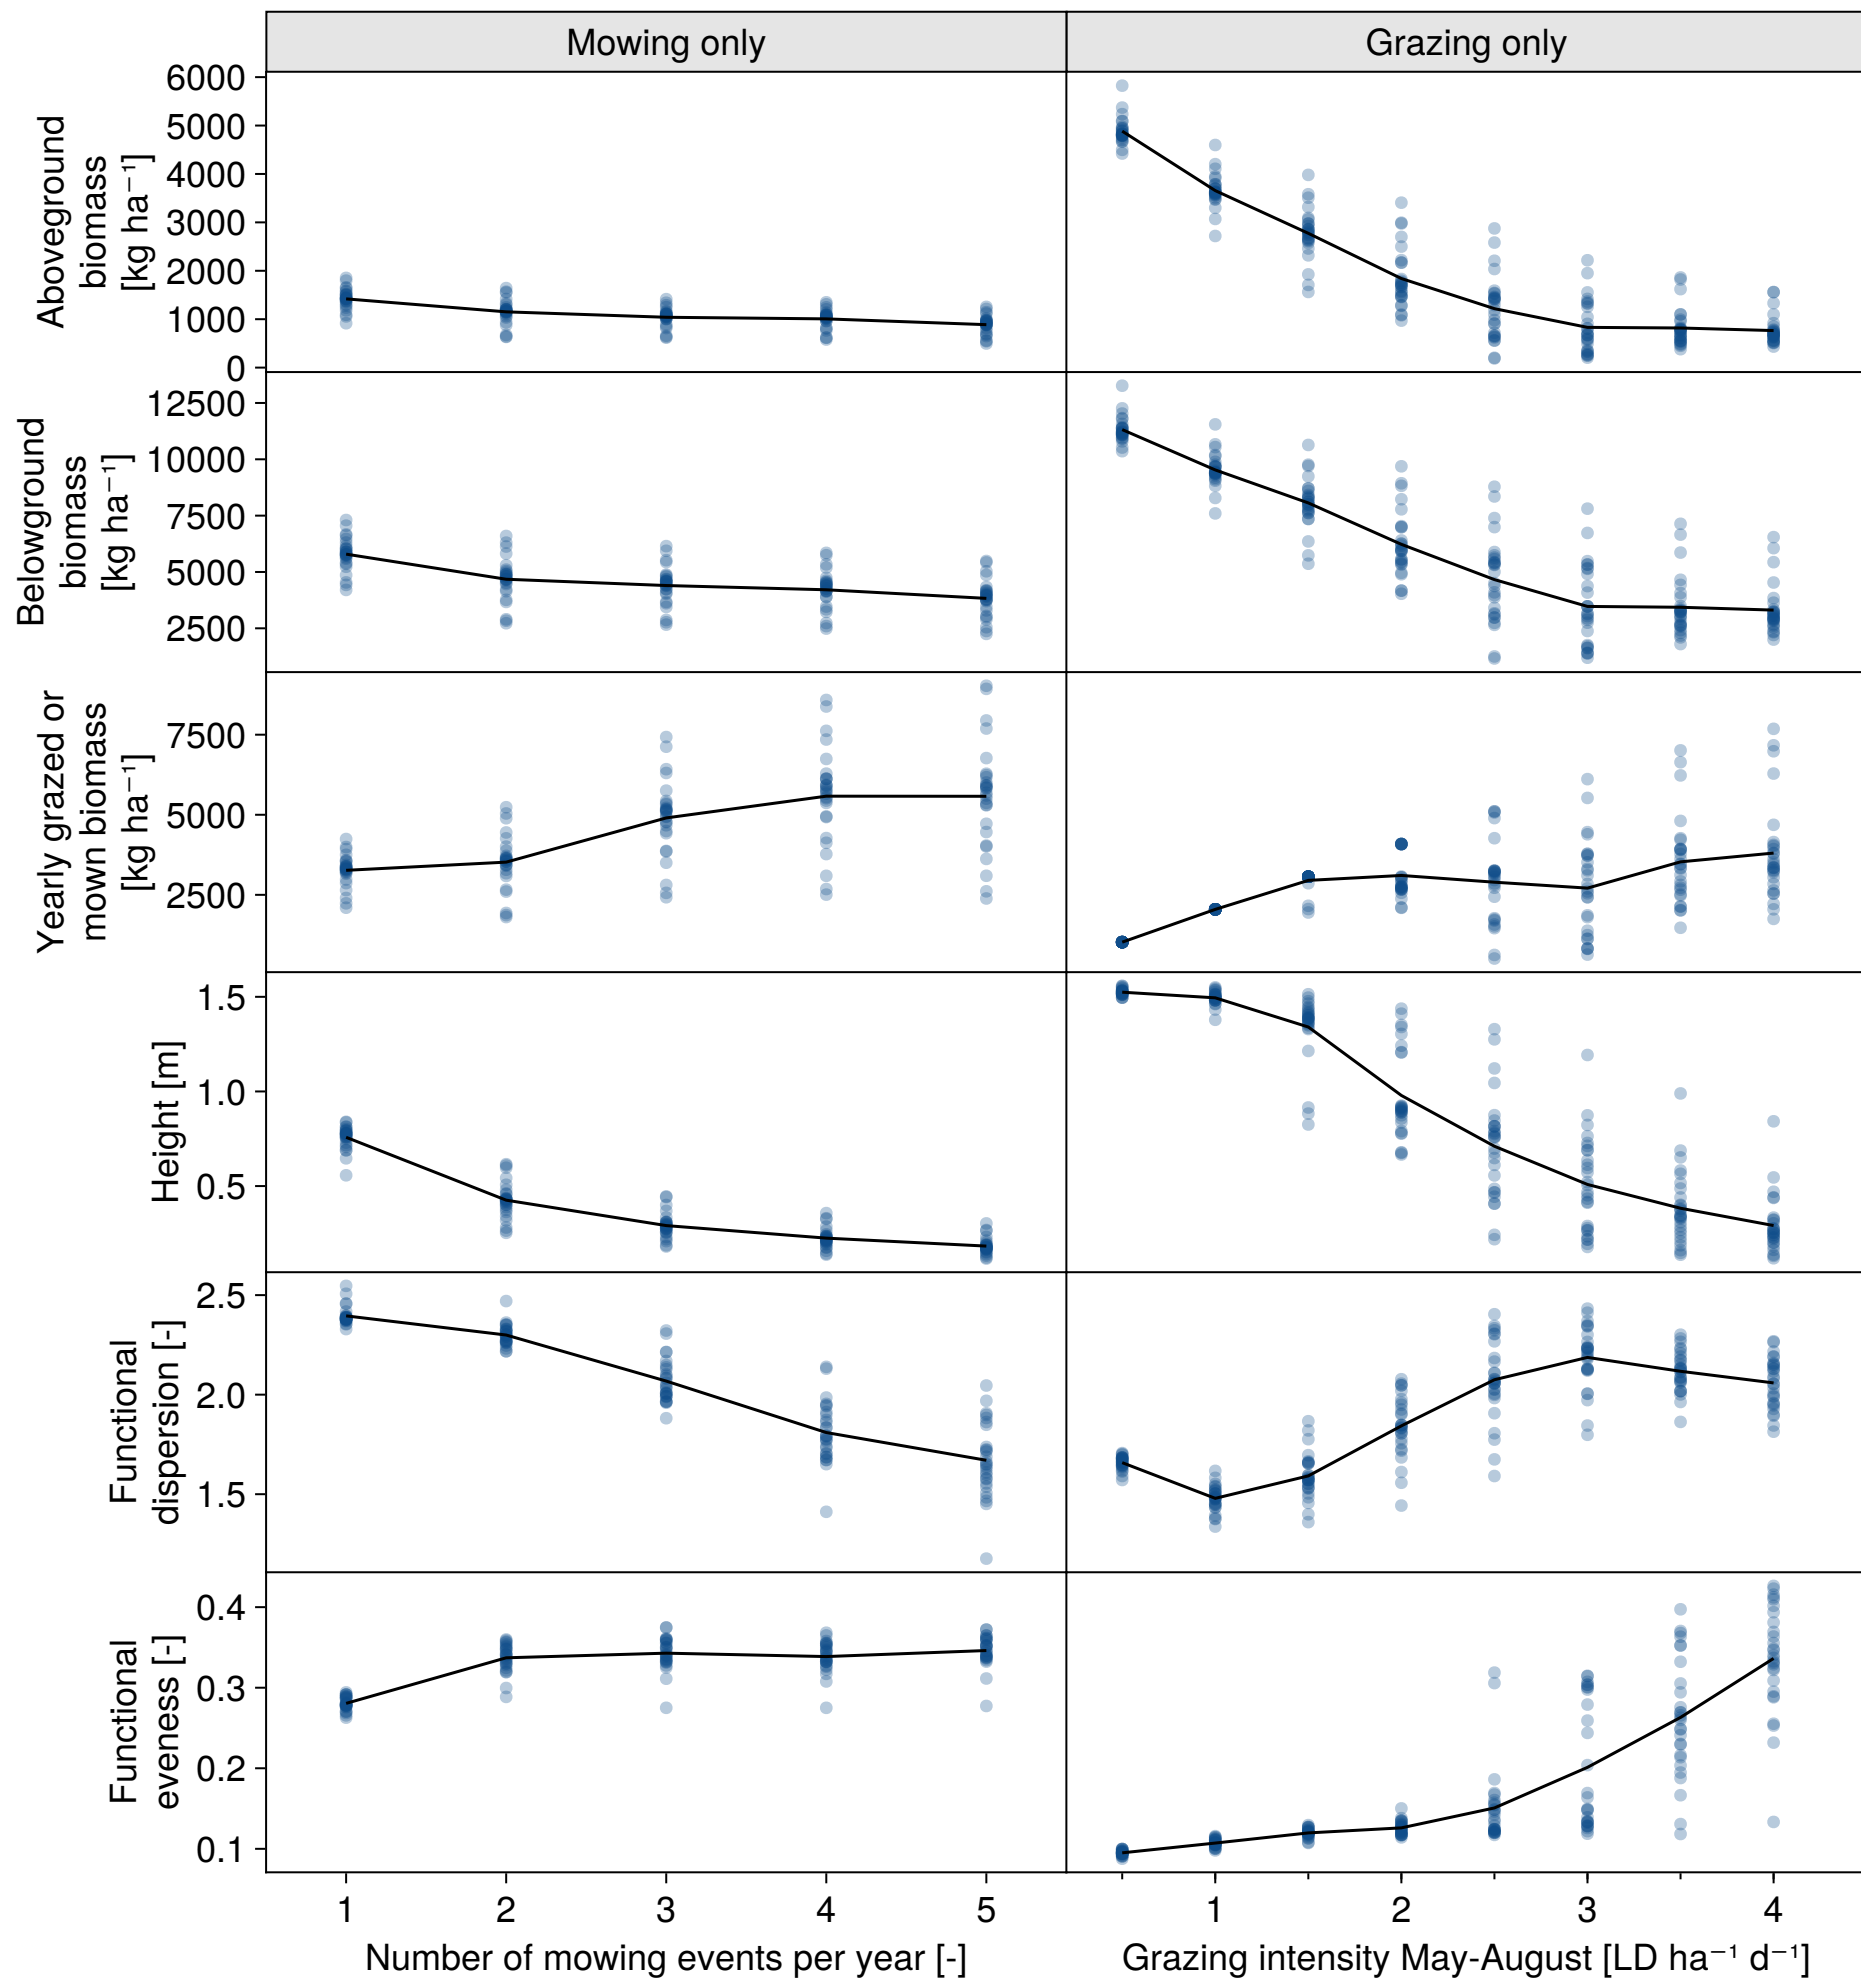 Mowing only
Grazing only
Aboveground
biomass
[kg ha⁻¹]
6000
5000
4000
3000
2000
1000
0
Belowground
biomass
[kg ha⁻¹]
12500
10000
7500
5000
2500
Yearly grazed or
mown biomass
[kg ha⁻¹]
7500
5000
2500
Height [m]
1.5
1.0
0.5
Functional
dispersion [-]
2.5
2.0
1.5
Functional
eveness [-]
0.4
0.3
0.2
0.1
1 2 3 4 5
1 2 3 4
Number of mowing events per year [-]
Grazing intensity May-August [LD ha⁻¹ d⁻¹]